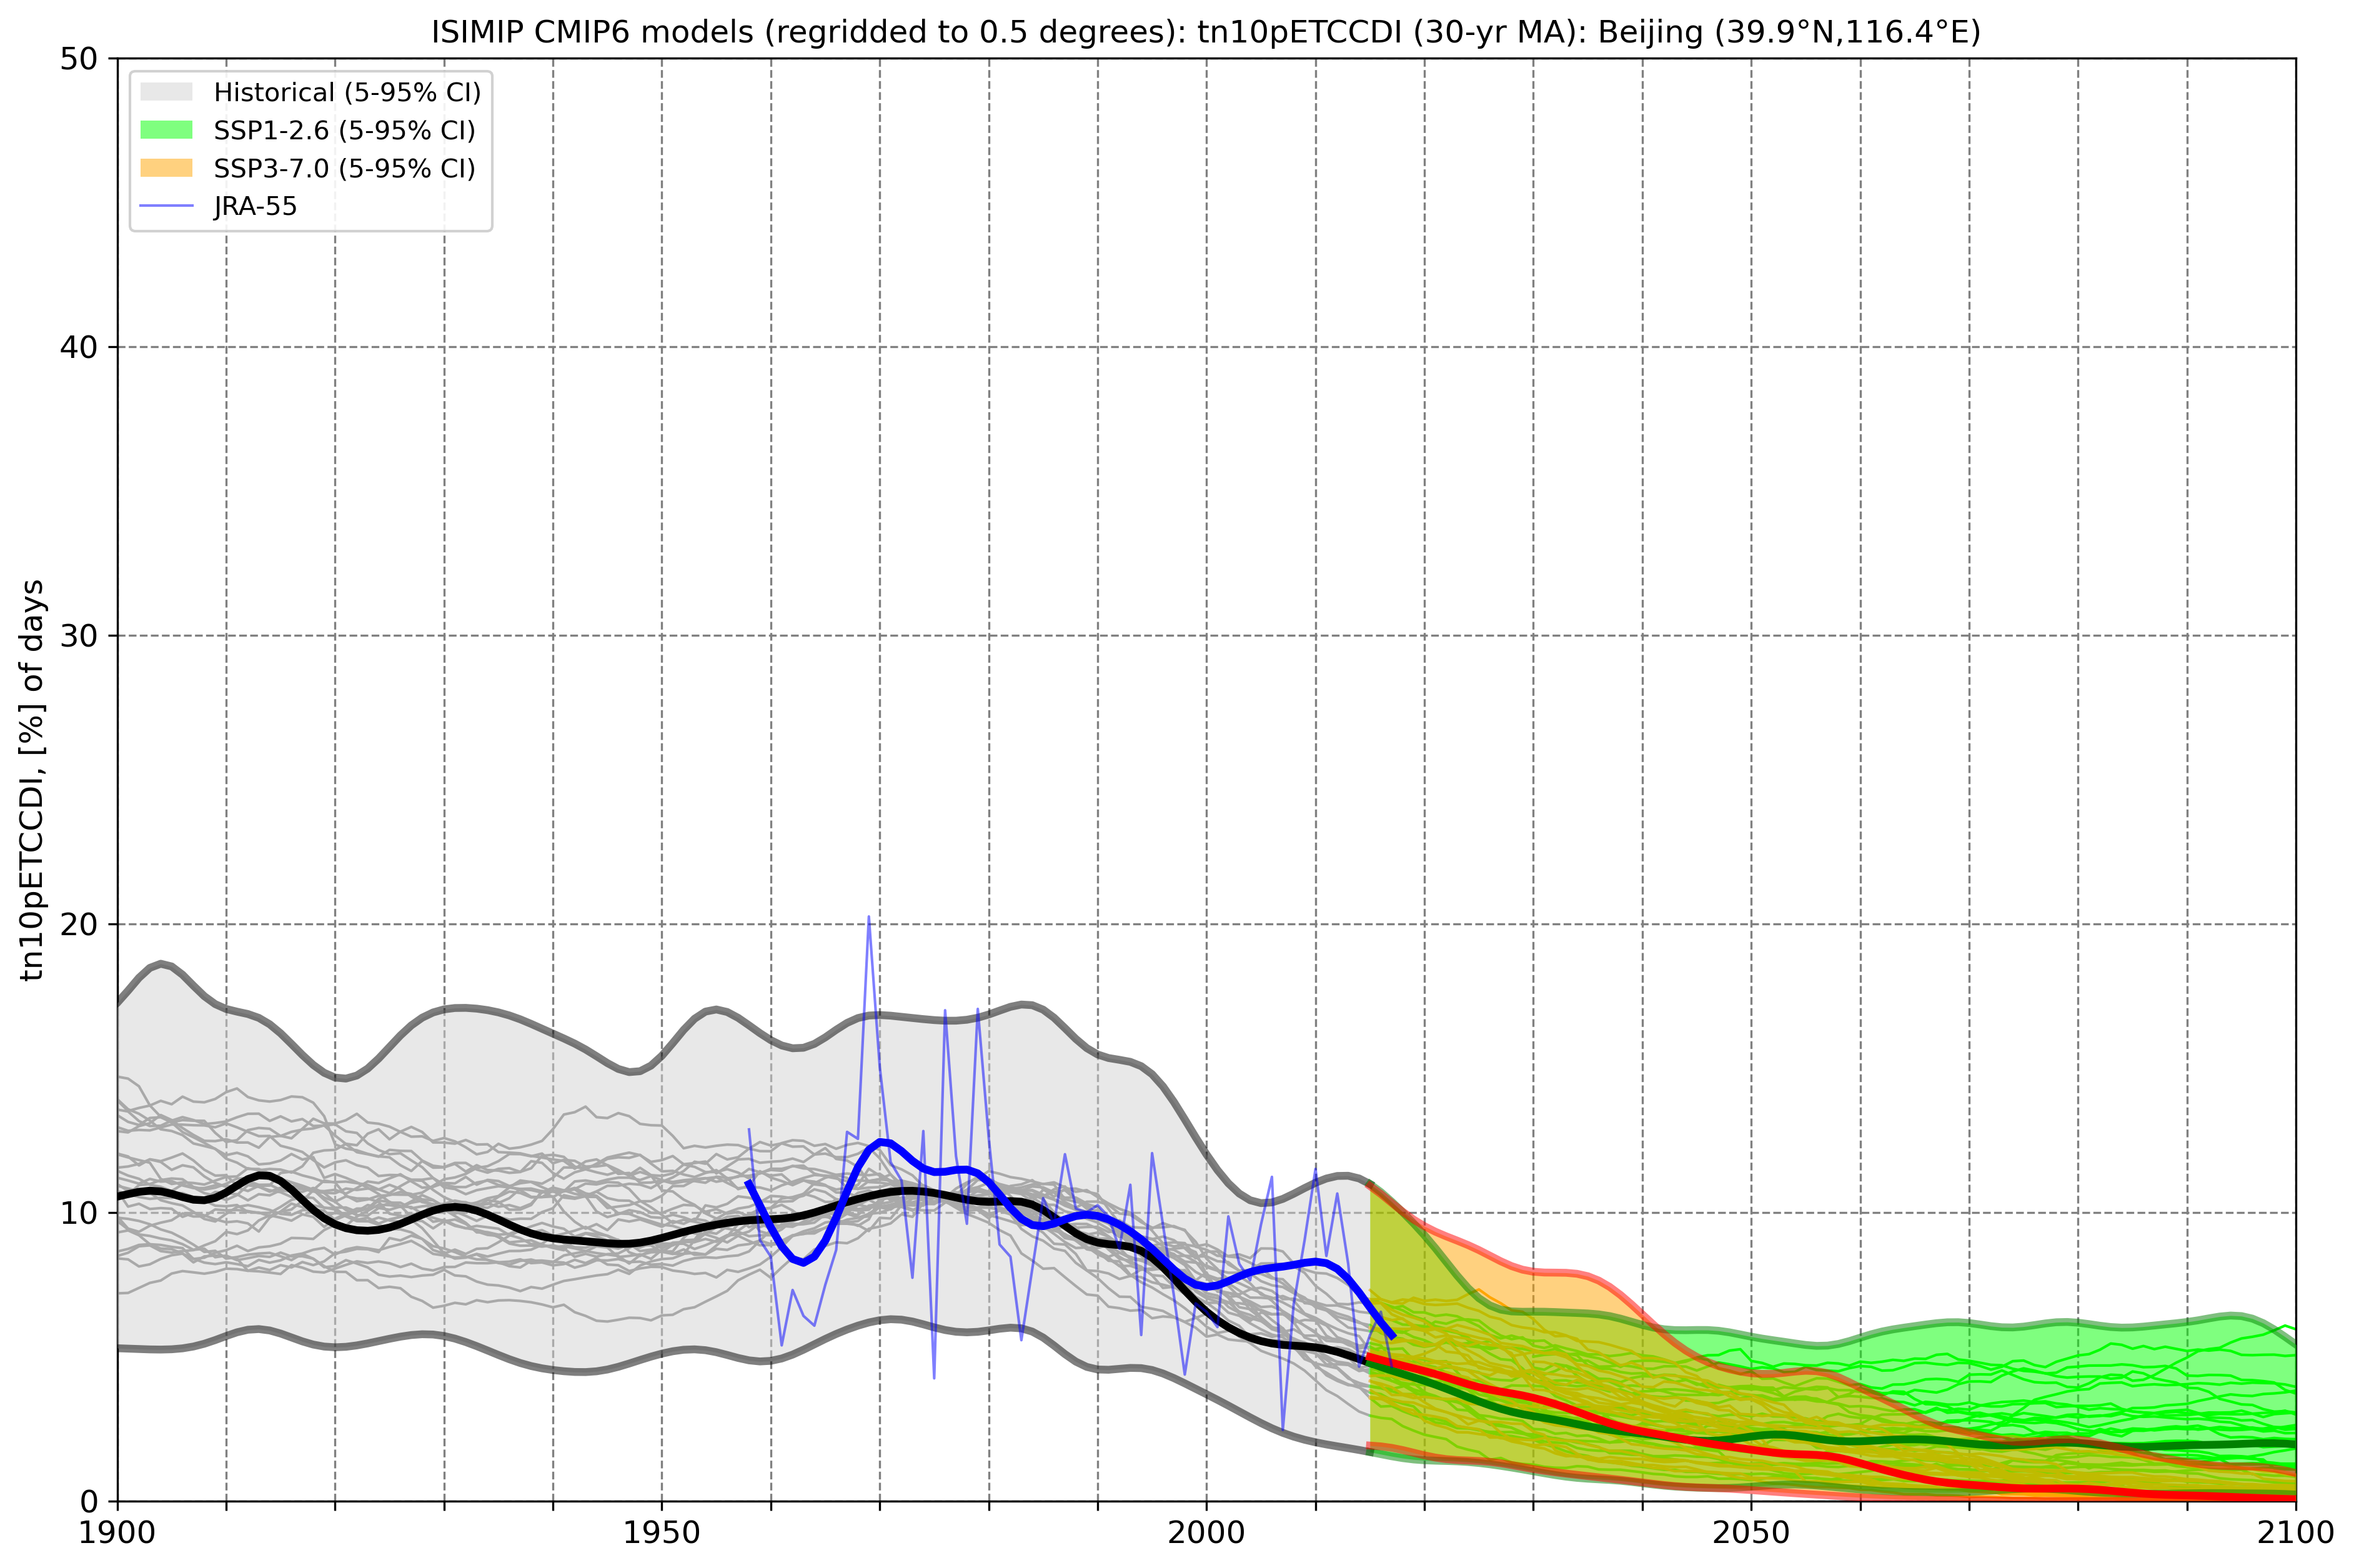 ISIMIP CMIP6 models (regridded to 0.5 degrees): tn10pETCCDI (30-yr MA): Beijing (39.9°N,116.4°E)
Historical (5-95% CI)
SSP1-2.6 (5-95% CI)
SSP3-7.0 (5-95% CI)
JRA-55
tn10pETCCDI, [%] of days
50
40
30
20
10
0
1900
1950
2000
2050
2100